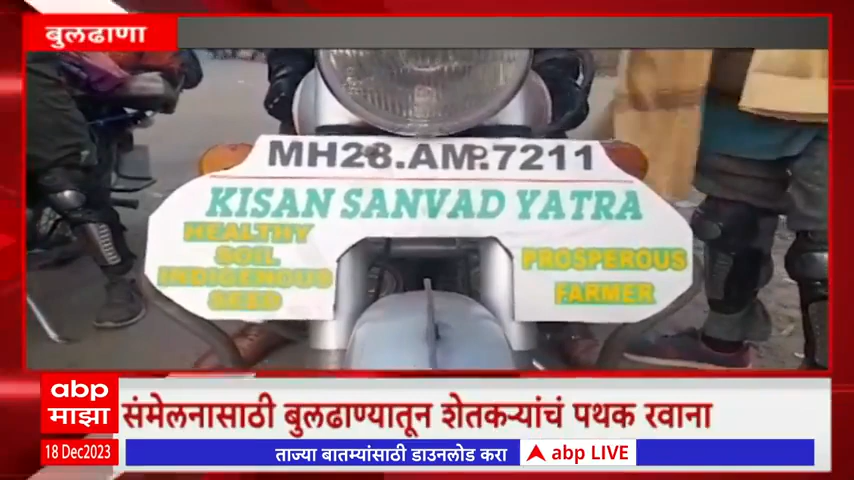 बुलढाणा
MH28.AMP.7211
KISAN SANVAD YATRA
HEALTHY
SOIL
INDIGENOUS
SEED
PROSPEROUS
FARMER
abp
माझा
संमेलनासाठी बुलढाण्यातून शेतकऱ्यांचं पथक रवाना
18 Dec2023
ताज्या बातम्यांसाठी डाउनलोड करा abp LIVE